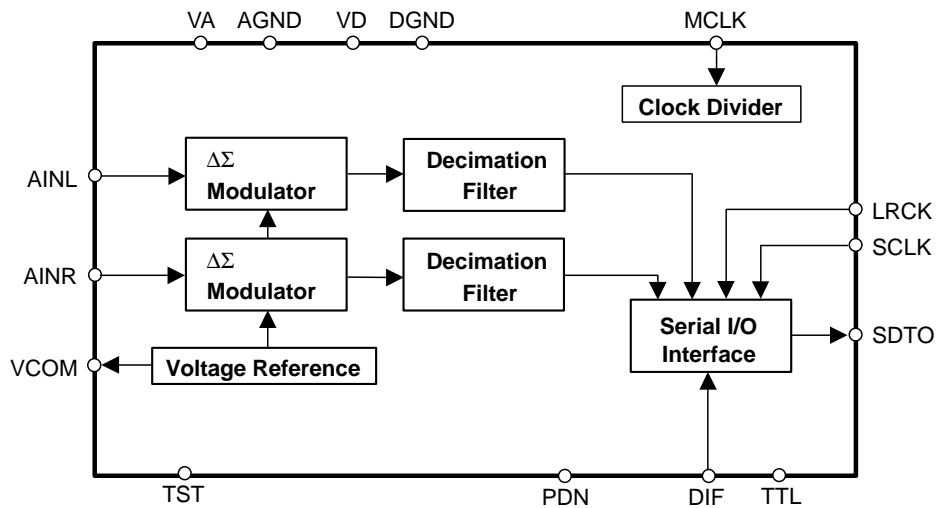 VA AGND VD DGND MCLK
Clock Divider
AINL
ΔΣ
Modulator
Decimation
Filter
LRCK
SCLK
AINR
ΔΣ
Modulator
Decimation
Filter
Serial I/O
Interface
SDTO
VCOM
Voltage Reference
TST PDN DIF TTL